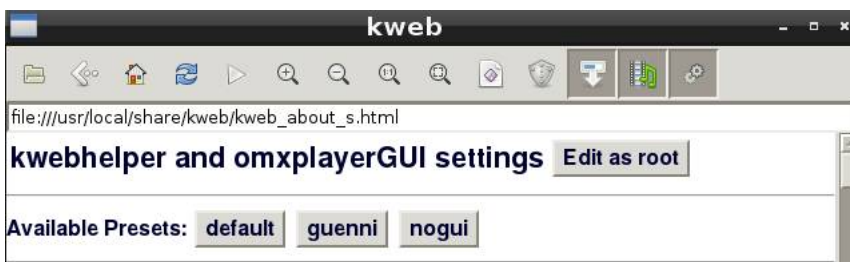 kweb
file:///usr/local/share/kweb/kweb_about_s.html
kwebhelper and omxplayerGUI settings Edit as root
Available Presets: default guenni nogui